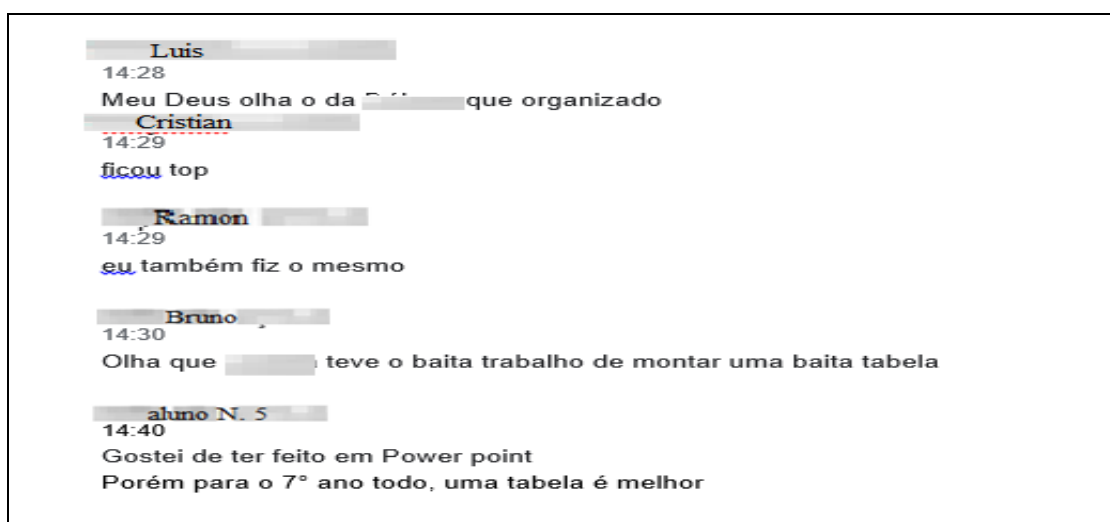 Luis
14:28
Meu Deus olha o da que organizado
Cristian
14:29
ficou top
Ramon
14:29
eu também fiz o mesmo
Bruno
14:30
Olha que teve o baita trabalho de montar uma baita tabela
aluno N. 5
14:40
Gostei de ter feito em Power point
Porém para o 7° ano todo, uma tabela é melhor